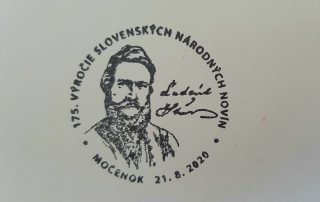 175. VÝROČIE SLOVENSKÝCH NÁRODNÝCH NOVÍN
Ľudovít
Štúr
• MOČENOK 21.8.2020 •